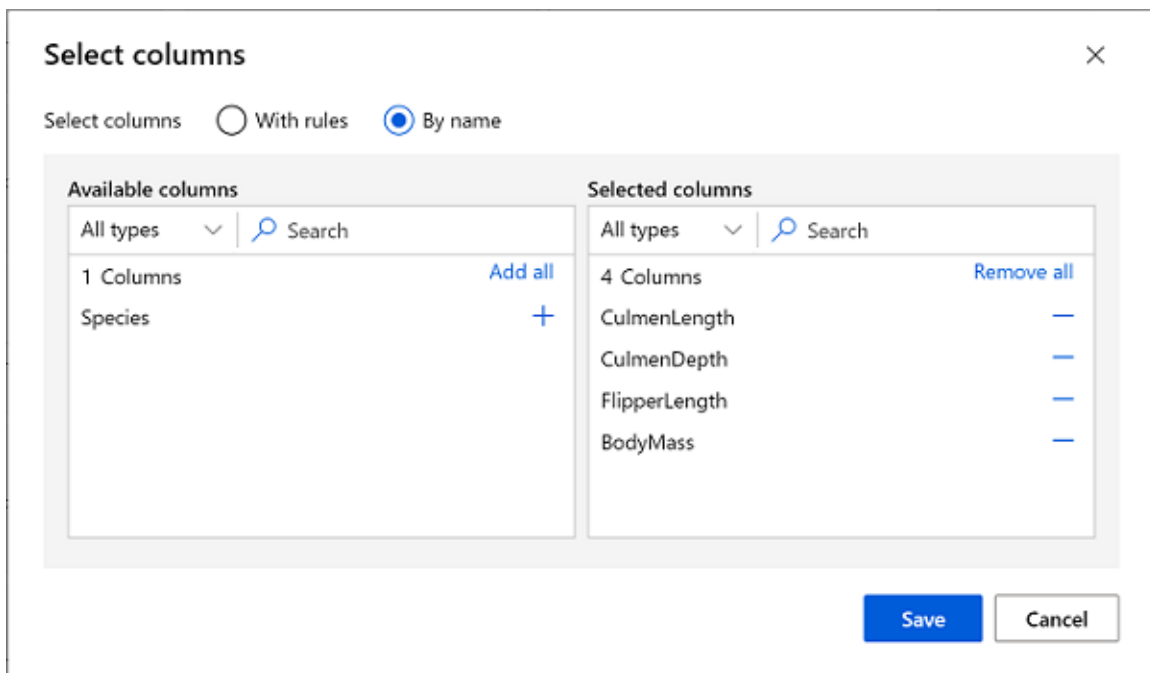 Select columns
Select columns With rules By name
Available columns
All types Search
1 Columns Add all
Species
Selected columns
All types Search
4 Columns Remove all
CulmenLength
CulmenDepth
FlipperLength
BodyMass
Save Cancel